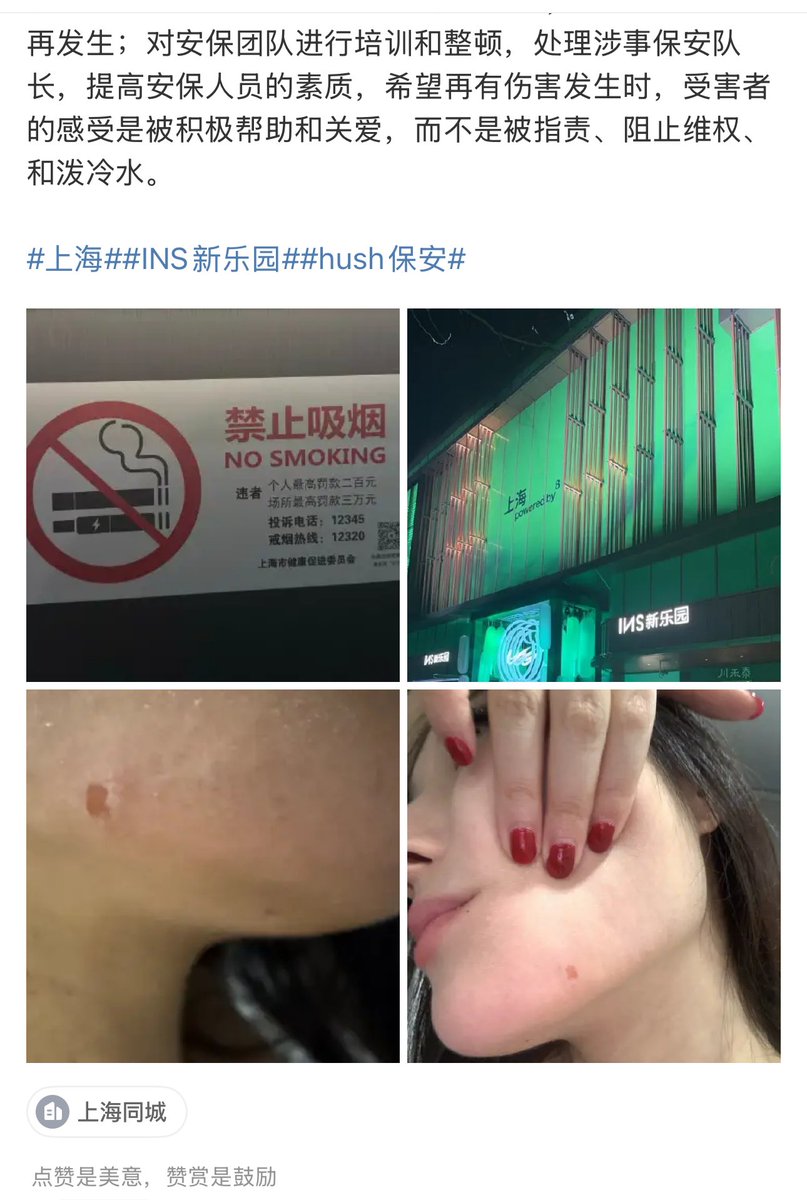 再发生；对安保团队进行培训和整顿，处理涉事保安队
长，提高安保人员的素质，希望再有伤害发生时，受害者
的感受是被积极帮助和关爱，而不是被指责、阻止维权、
和泼冷水。
#上海##INS新乐园##hush保安#
禁止吸烟
NO SMOKING
违者
个人最高罚款二百元
场所最高罚款三万元
投诉电话：12345
戒烟热线：12320
上海市健康促进委员会
上海
powered by
INS新乐园
INS新乐园
上海同城
点赞是美意，赞赏是鼓励